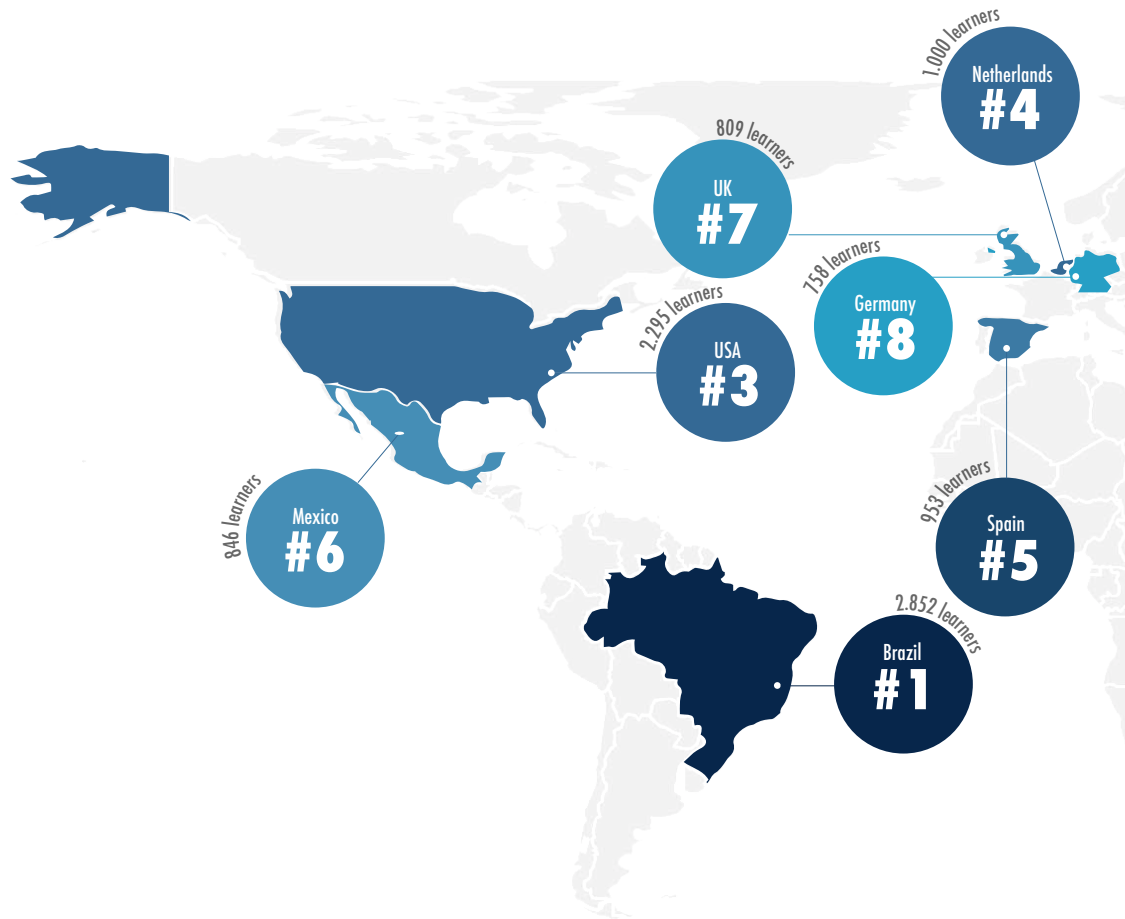 1.000 learners
Netherlands
#4
809 learners
UK
#7
758 learners
Germany
#8
2.295 learners
USA
#3
953 learners
Spain
#5
846 learners
Mexico
#6
2.852 learners
Brazil
#1